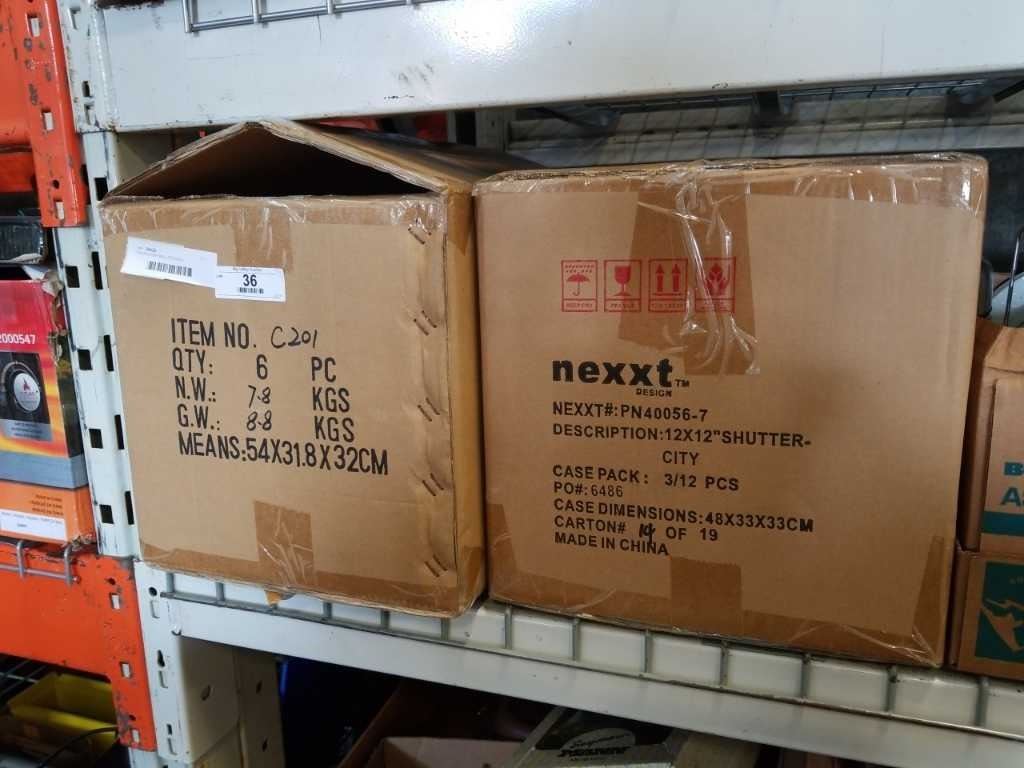 36
ITEM NO. C201
QTY: 6 PC
N.W.: 7.8 KGS
G.W.: 8.8 KGS
MEANS:54X31.8X32CM
nexxt TM
DESIGN
NEXXT#:PN40056-7
DESCRIPTION:12X12"SHUTTER-
CITY
CASE PACK: 3/12 PCS
PO#:6486
CASE DIMENSIONS:48X33X33CM
CARTON# 14 OF 19
MADE IN CHINA
2000547